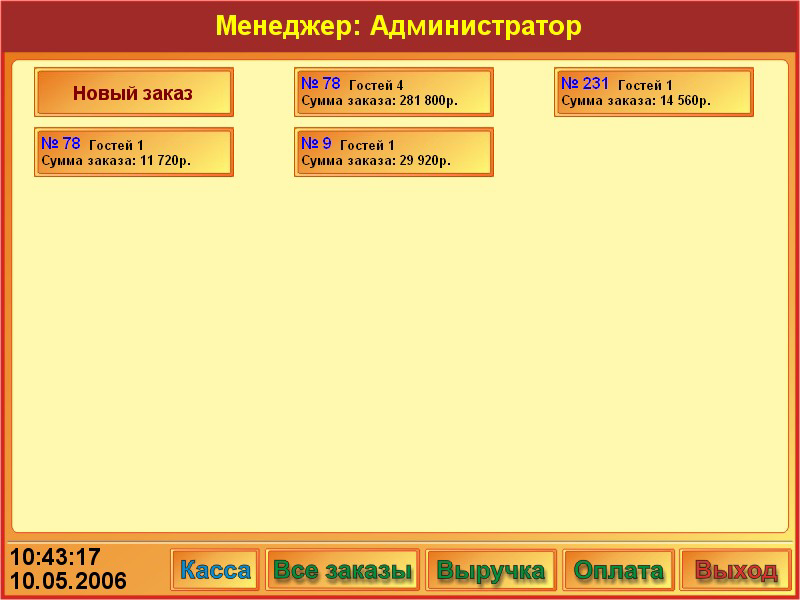 Менеджер: Администратор
Новый заказ
№ 78 Гостей 4
Сумма заказа: 281 800р.
№ 231 Гостей 1
Сумма заказа: 14 560р.
№ 78 Гостей 1
Сумма заказа: 11 720р.
№ 9 Гостей 1
Сумма заказа: 29 920р.
10:43:17
10.05.2006
Касса
Все заказы
Выручка
Оплата
Выход